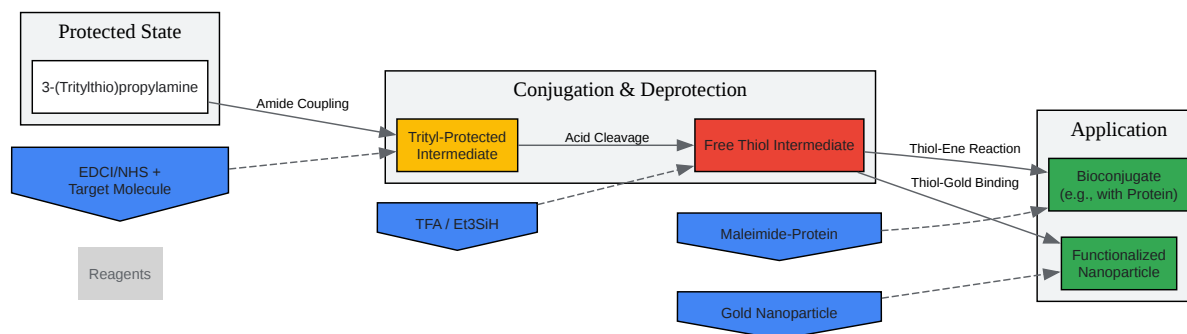 Protected State
3-(Tritylthio)propylamine
Amide Coupling
EDCI/NHS +
Target Molecule
Reagents
Conjugation & Deprotection
Trityl-Protected
Intermediate
Acid Cleavage
Free Thiol Intermediate
TFA / Et3SiH
Thiol-Ene Reaction
Thiol-Gold Binding
Maleimide-Protein
Gold Nanoparticle
Application
Bioconjugate
(e.g., with Protein)
Functionalized
Nanoparticle